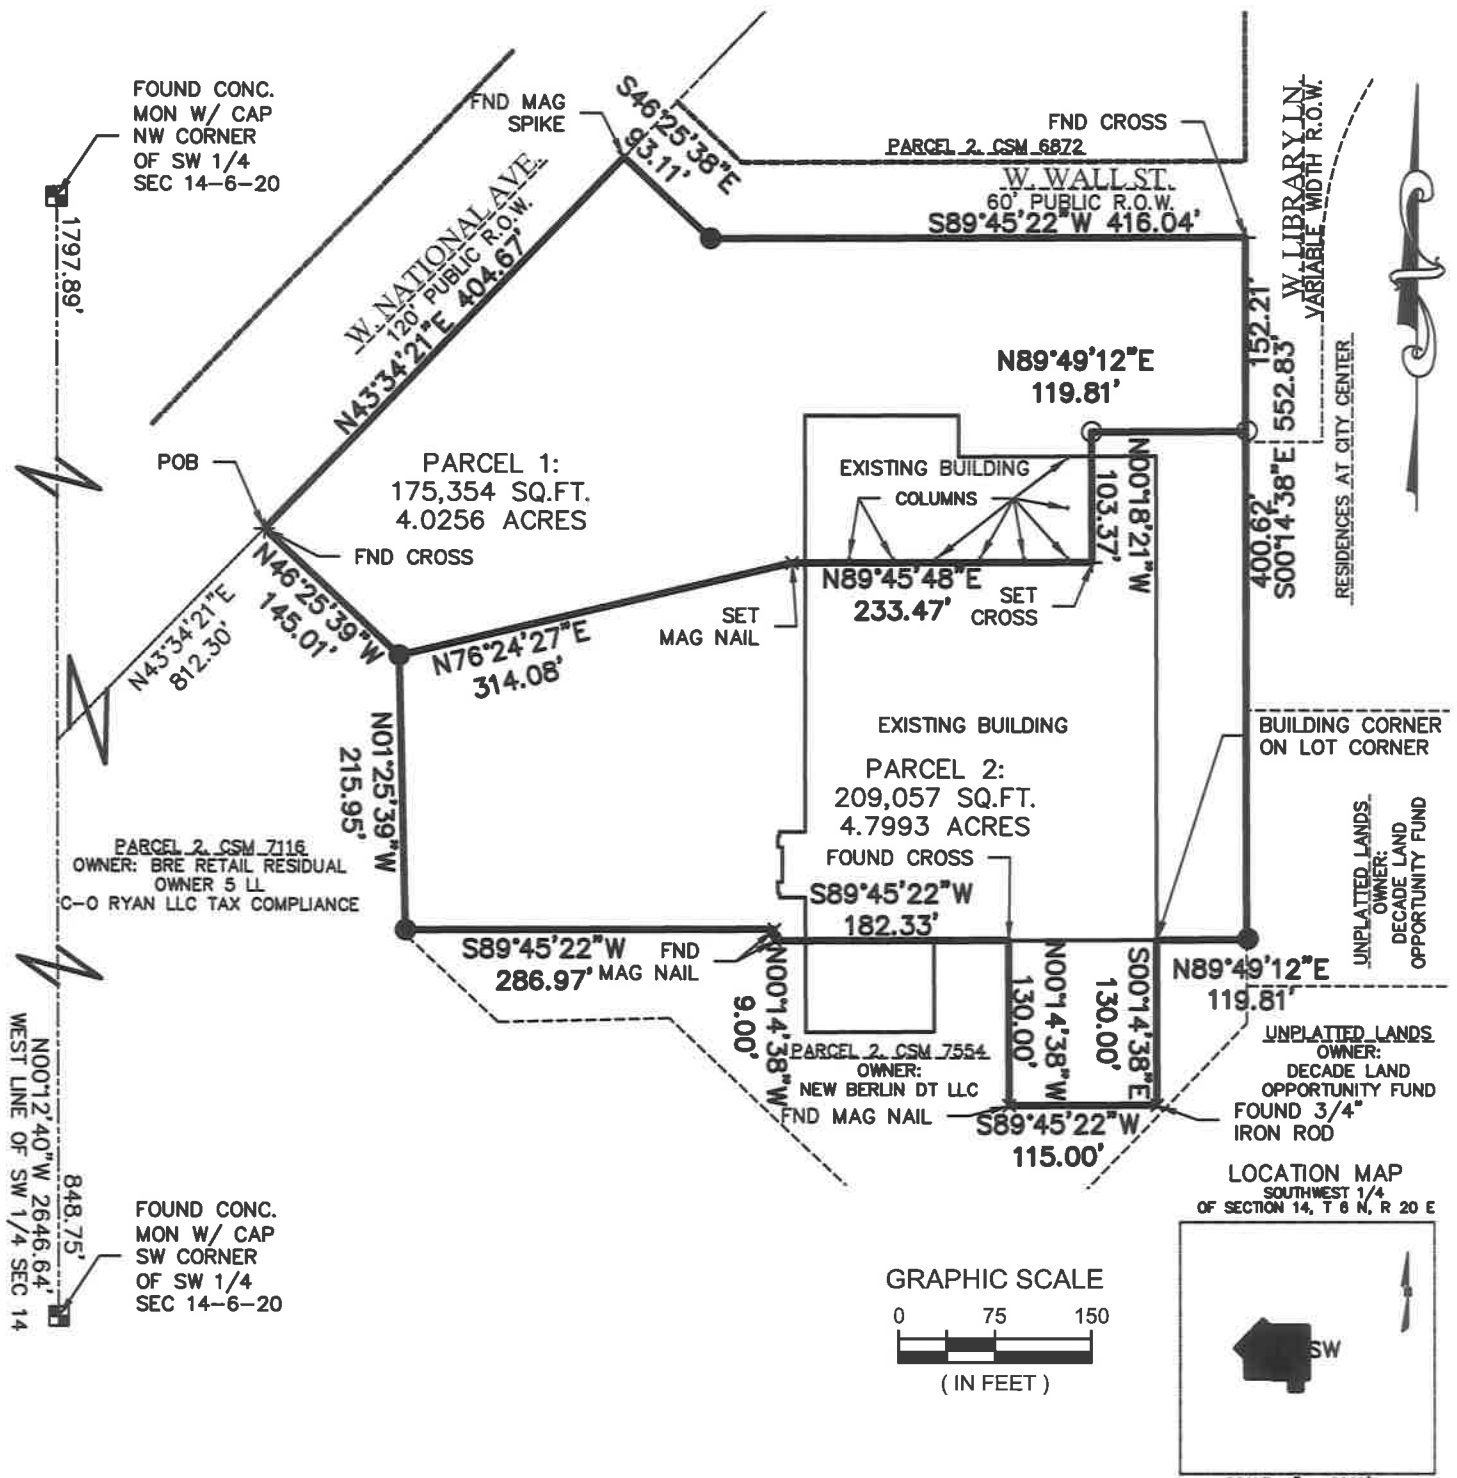 FOUND CONC.
MON W/ CAP
NW CORNER
OF SW 1/4
SEC 14-6-20
1797.89'
FND MAG
SPIKE
S46°25'38"E
93.11'
FND CROSS
PARCEL 2, CSM 6872
W. WALL ST.
60' PUBLIC R.O.W.
S89°45'22"W 416.04'
W. LIBRARY LN.
VARIABLE WIDTH R.O.W.
W. NATIONAL AVE.
120' PUBLIC R.O.W.
N43°34'21"E 404.67'
152.21'
S00°14'38"E 552.83'
400.62'
RESIDENCES AT CITY CENTER
N89°49'12"E
119.81'
POB
PARCEL 1:
175,354 SQ.FT.
4.0256 ACRES
FND CROSS
EXISTING BUILDING
COLUMNS
N00°18'21"W
103.37'
N46°25'39"W
145.01'
N43°34'21"E
812.30'
N89°45'48"E
233.47'
SET
CROSS
SET
MAG NAIL
N76°24'27"E
314.08'
N01°25'39"W
215.95'
EXISTING BUILDING
BUILDING CORNER
ON LOT CORNER
PARCEL 2:
209,057 SQ.FT.
4.7993 ACRES
UNPLATTED LANDS
OWNER:
DECADE LAND
OPPORTUNITY FUND
PARCEL 2, CSM 7116
OWNER: BRE RETAIL RESIDUAL
OWNER 5 LL
C-O RYAN LLC TAX COMPLIANCE
FOUND CROSS
S89°45'22"W
182.33'
S89°45'22"W
286.97'
FND
MAG NAIL
N00°14'38"W
9.00'
N00°14'38"W
130.00'
S00°14'38"E
130.00'
N89°49'12"E
119.81'
PARCEL 2, CSM 7554
OWNER:
NEW BERLIN DT LLC
FND MAG NAIL
S89°45'22"W
115.00'
UNPLATTED LANDS
OWNER:
DECADE LAND
OPPORTUNITY FUND
FOUND 3/4"
IRON ROD
N00°12'40"W 2646.64'
WEST LINE OF SW 1/4 SEC 14
848.75'
FOUND CONC.
MON W/ CAP
SW CORNER
OF SW 1/4
SEC 14-6-20
LOCATION MAP
SOUTHWEST 1/4
OF SECTION 14, T 6 N, R 20 E
SW
GRAPHIC SCALE
0 75 150
( IN FEET )